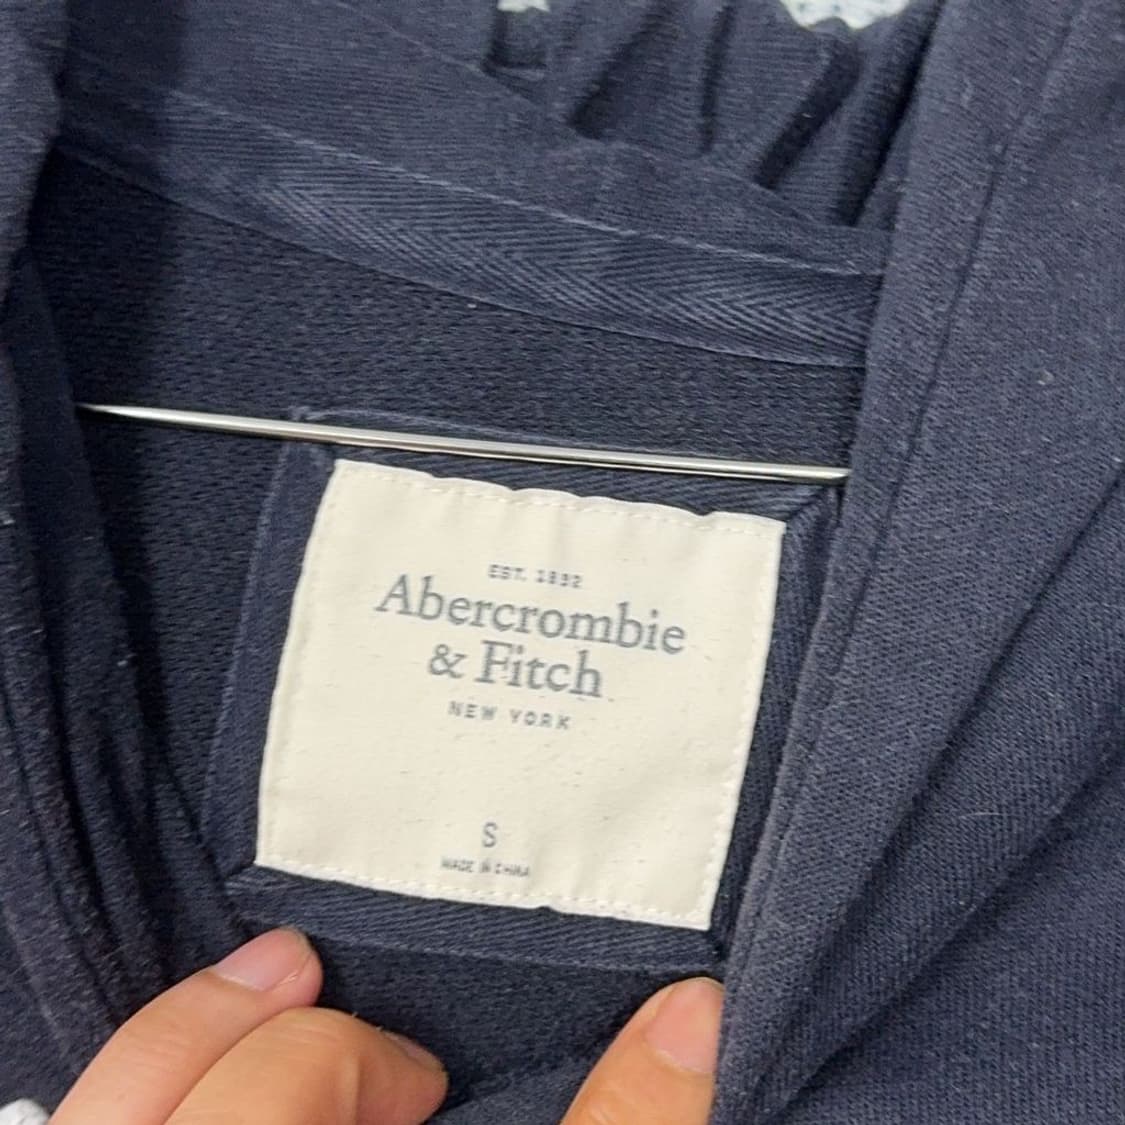 EST. 1892
Abercrombie
& Fitch
NEW YORK
S
MADE IN CHINA